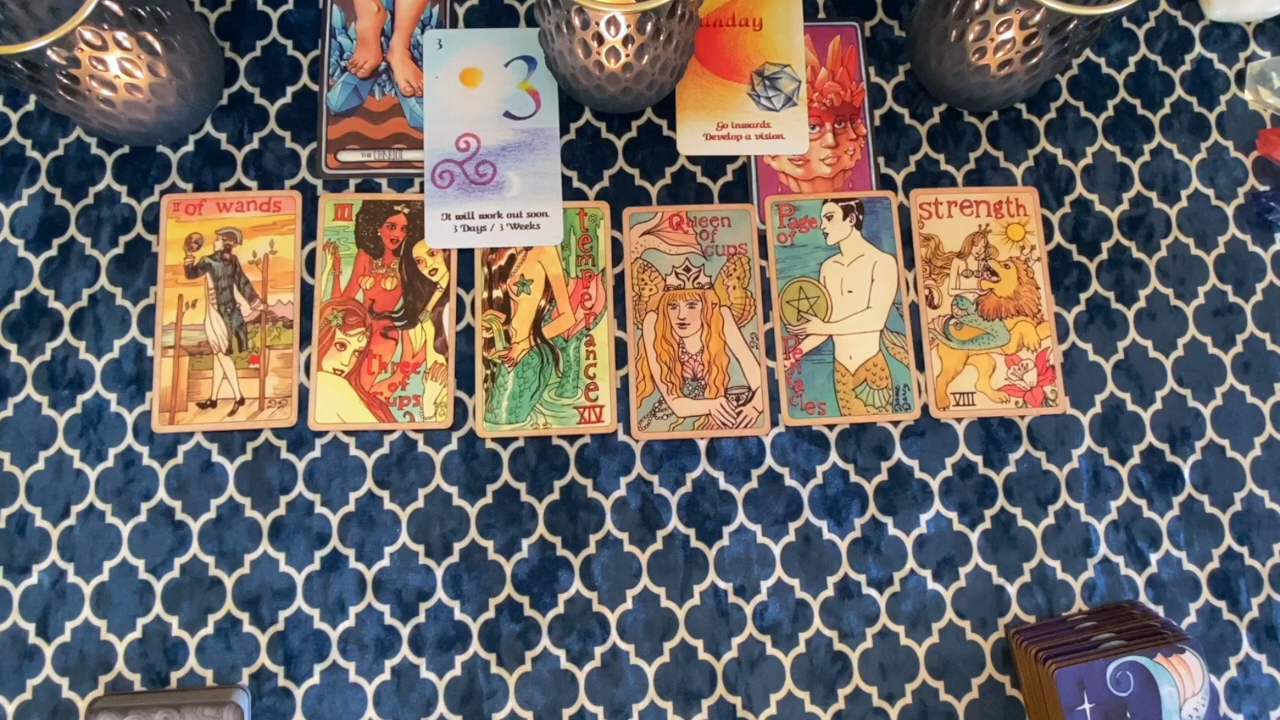 3
3
It will work out soon.
3 Days / 3 Weeks
unday
Go inwards.
Develop a vision.
II of wands
III
Three
of
Cups
temperance
XIV
Queen
of
cups
Page
of
Pentacles
strength
VIII